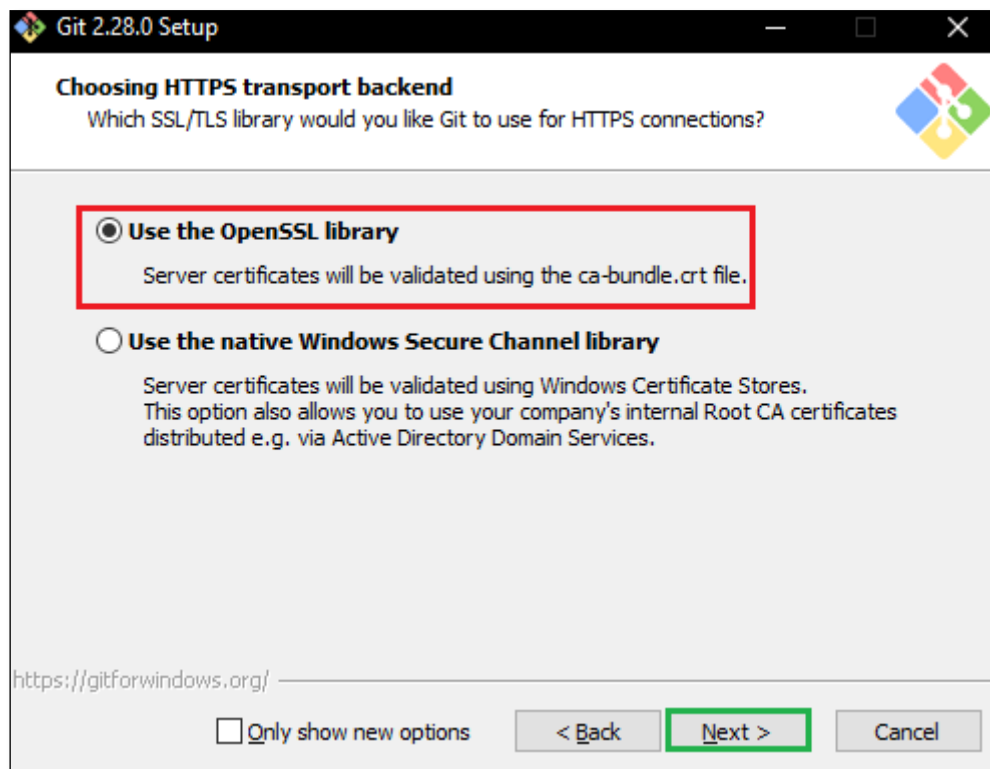 Git 2.28.0 Setup
Choosing HTTPS transport backend
Which SSL/TLS library would you like Git to use for HTTPS connections?
Use the OpenSSL library
Server certificates will be validated using the ca-bundle.crt file.
Use the native Windows Secure Channel library
Server certificates will be validated using Windows Certificate Stores.
This option also allows you to use your company's internal Root CA certificates
distributed e.g. via Active Directory Domain Services.
https://gitforwindows.org/
Only show new options
< Back
Next >
Cancel